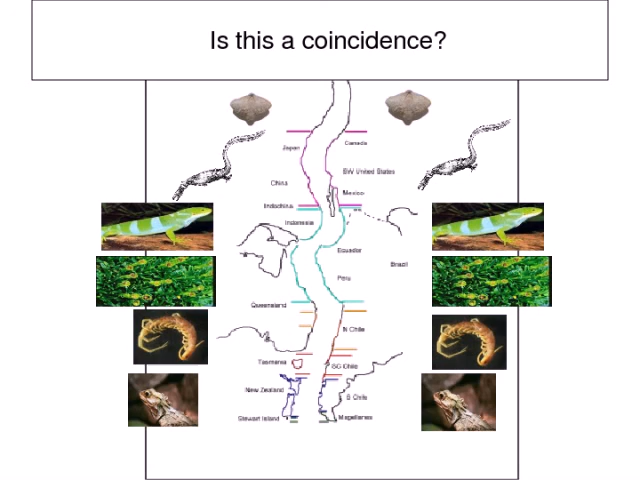 Is this a coincidence?
Japan
Canada
SW United States
China
Mexico
Indochina
Indonesia
Ecuador
Brazil
Peru
Queensland
N Chile
Tasmania
SC Chile
New Zealand
S Chile
Stewart Island
Magellanes